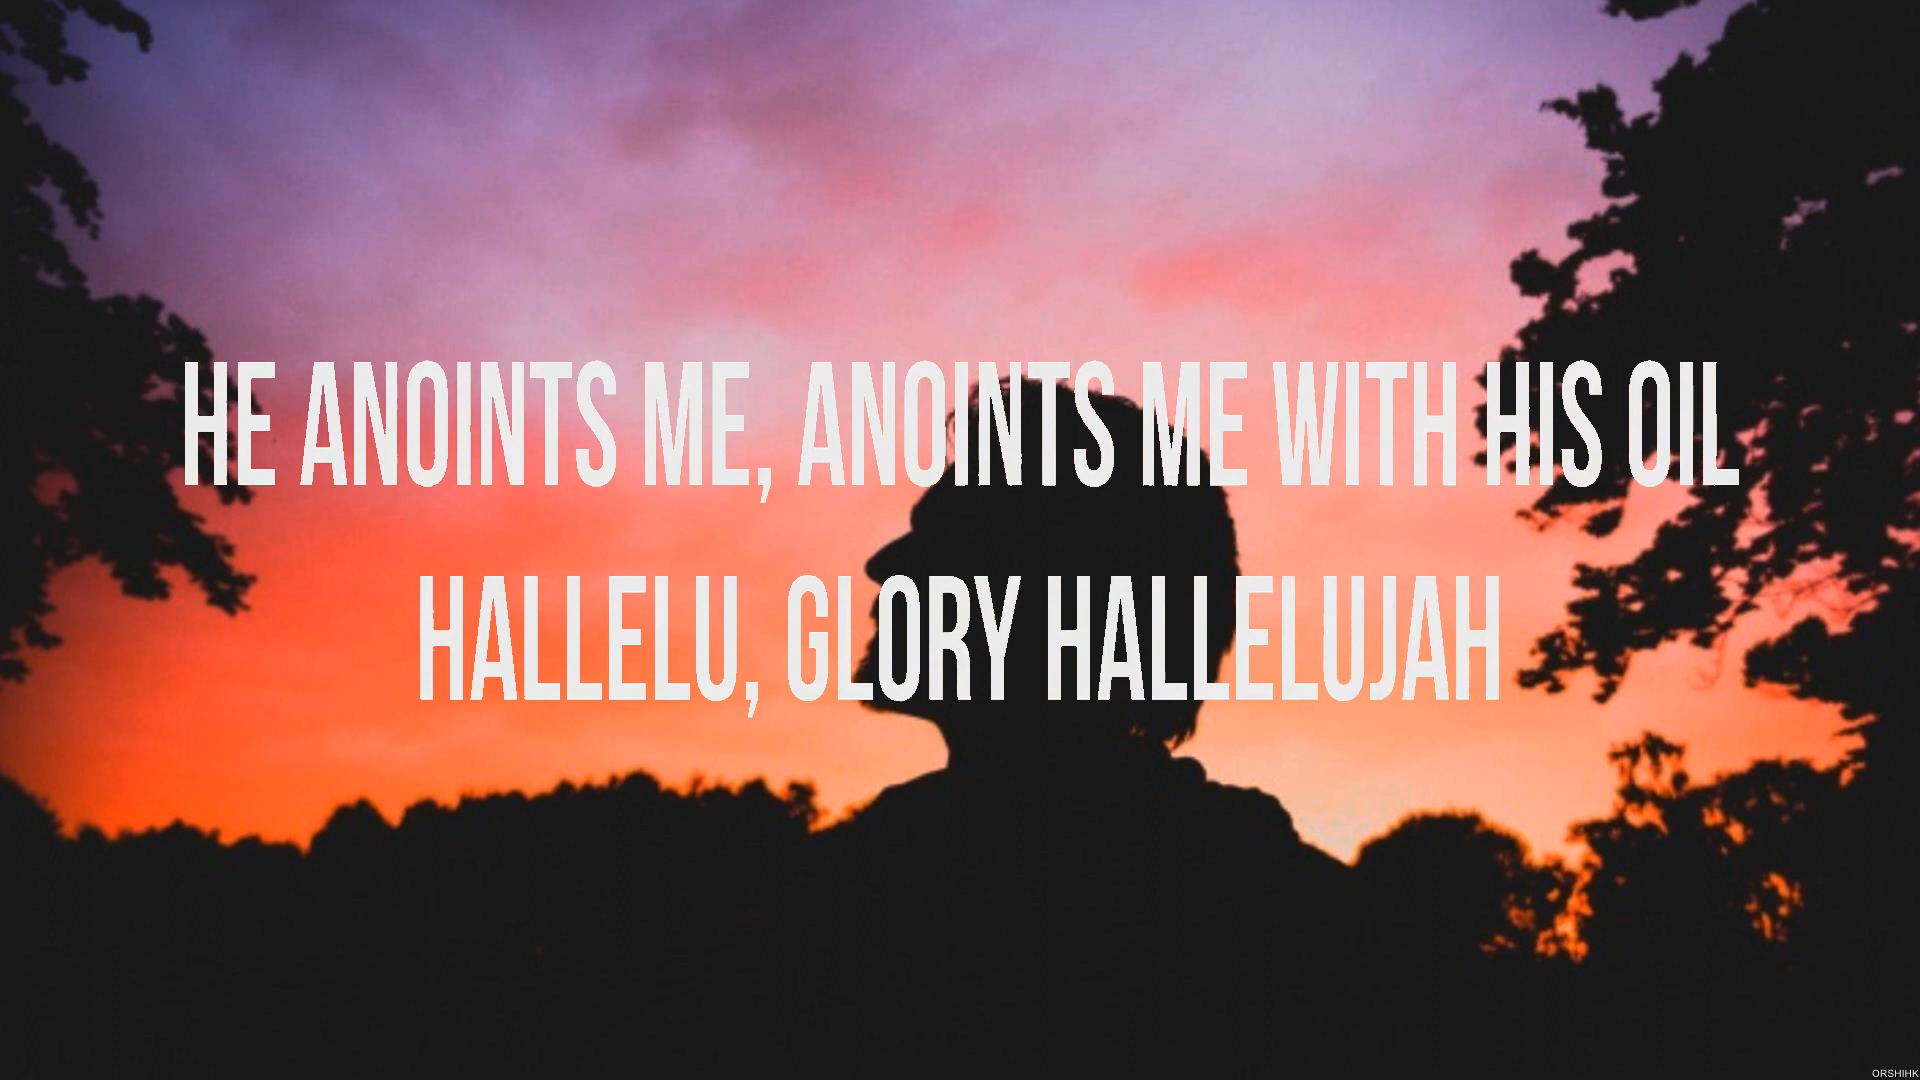 HE ANOINTS ME, ANOINTS ME WITH HIS OIL
HALLELU, GLORY HALLELUJAH
ORSHIHK